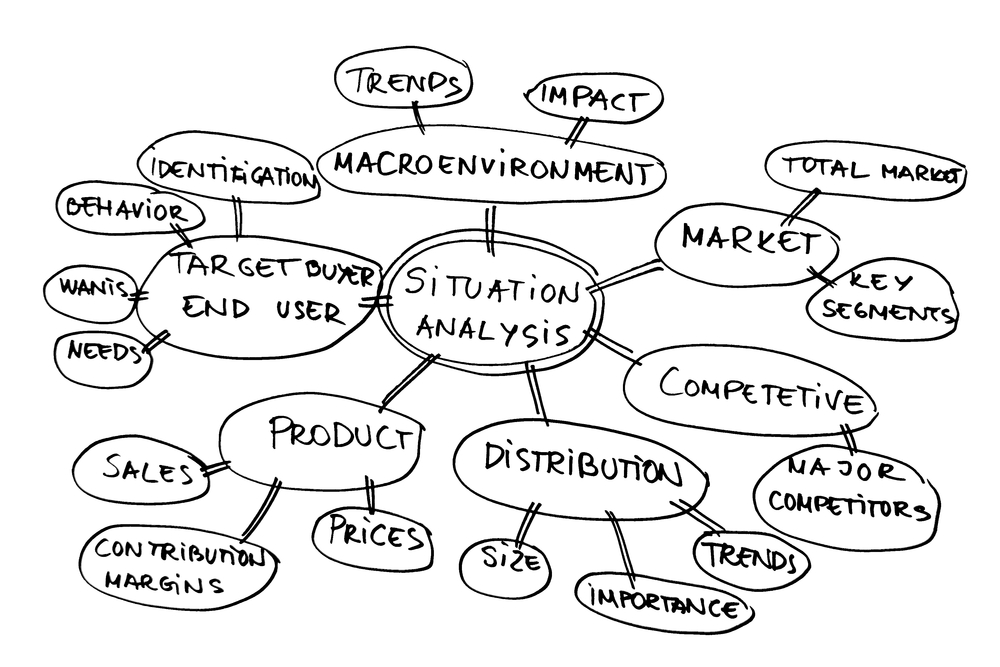 TRENDS
IMPACT
MACROENVIRONMENT
IDENTIFICATION
BEHAVIOR
TARGET BUYER
END USER
WANTS
NEEDS
SITUATION
ANALYSIS
TOTAL MARKET
MARKET
KEY
SEGMENTS
COMPETETIVE
MAJOR
COMPETITORS
PRODUCT
SALES
CONTRIBUTION
MARGINS
PRICES
DISTRIBUTION
SIZE
IMPORTANCE
TRENDS